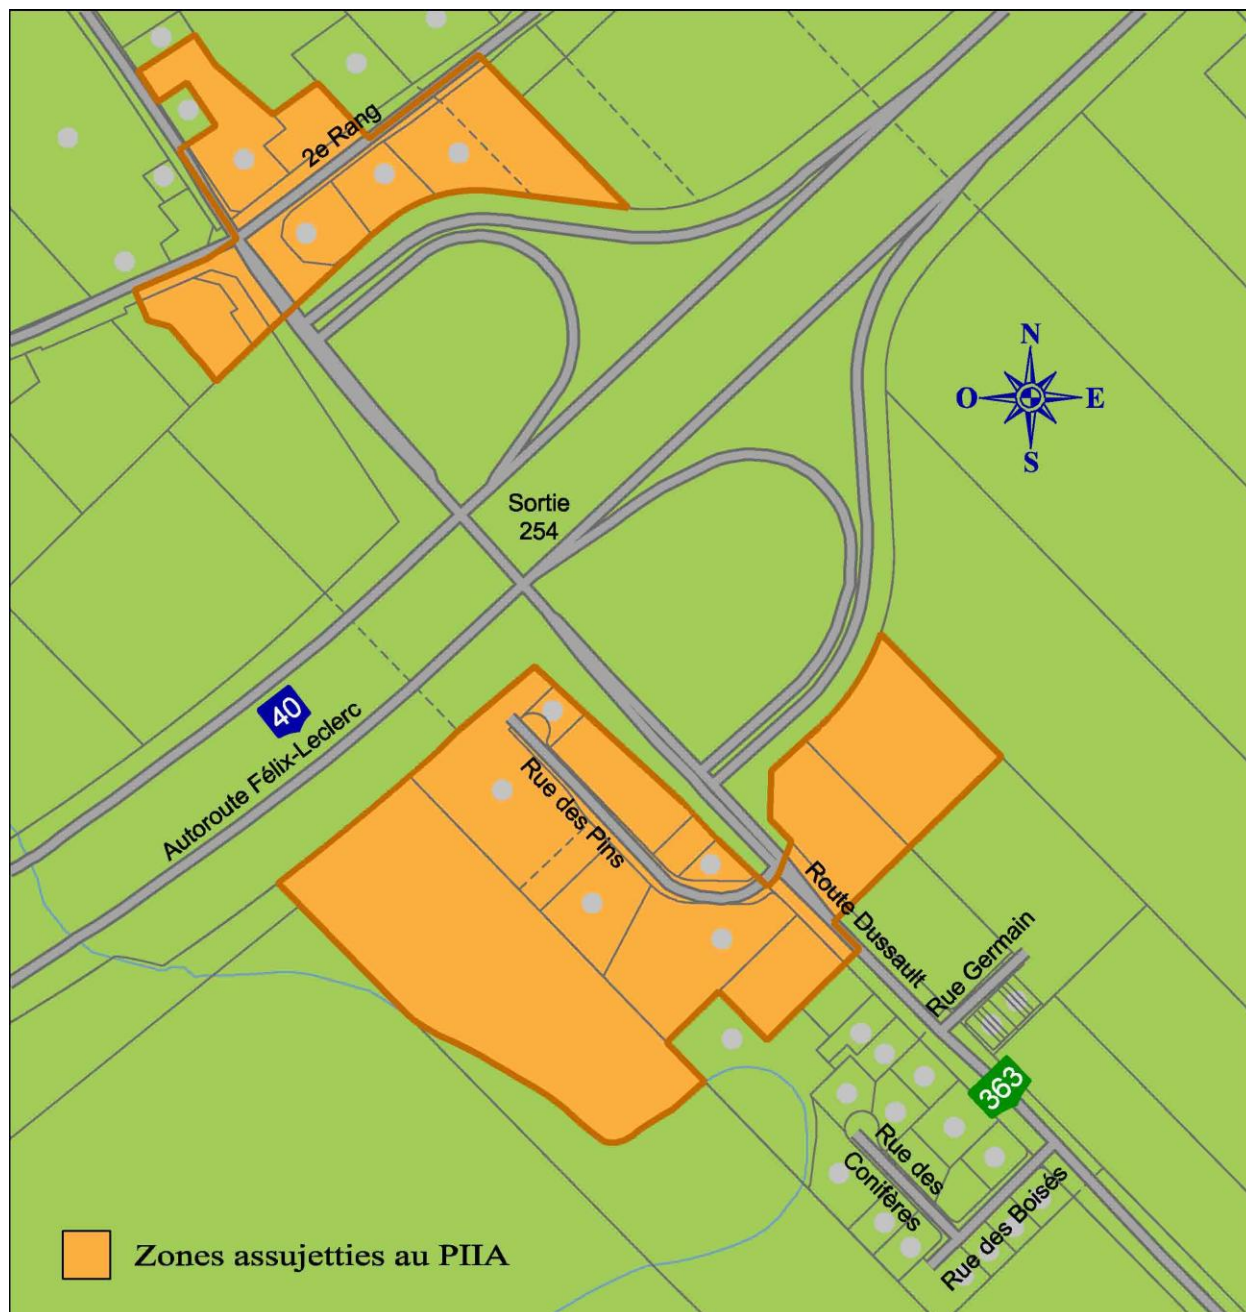 2e Rang
N
O
E
S
Sortie
254
40
Autoroute Félix-Leclerc
Rue des Pins
Route Dussault
Rue Germain
363
Rue des
Conifères
Rue des Boisés
Zones assujetties au PIIA